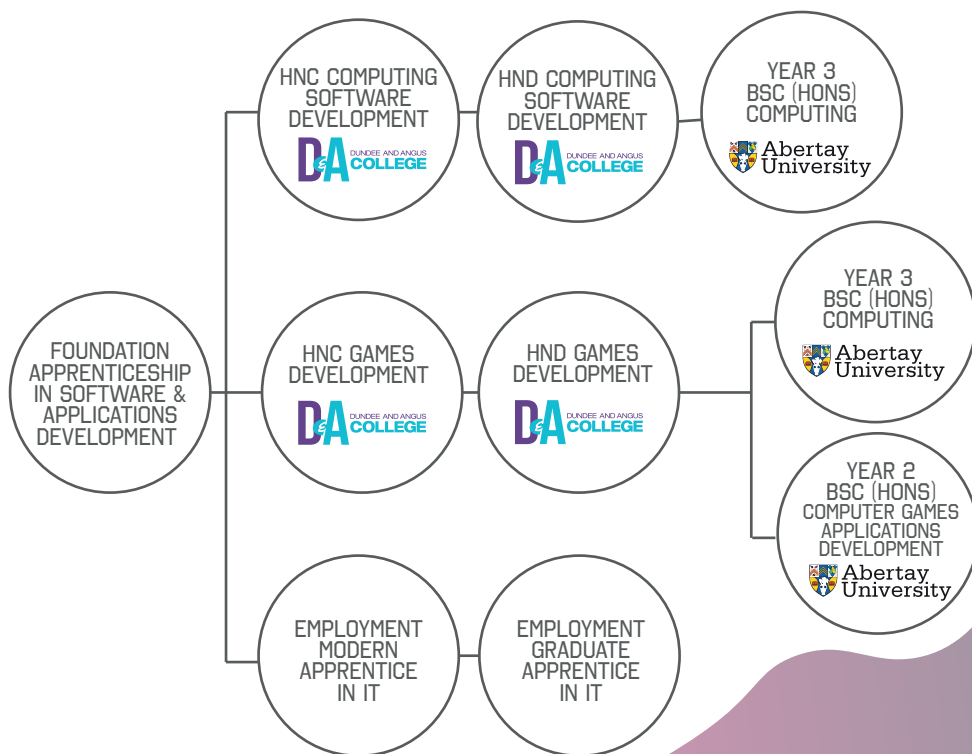 HNC COMPUTING
SOFTWARE
DEVELOPMENT
D&A DUNDEE AND ANGUS
COLLEGE
HND COMPUTING
SOFTWARE
DEVELOPMENT
D&A DUNDEE AND ANGUS
COLLEGE
YEAR 3
BSC (HONS)
COMPUTING
Abertay
University
FOUNDATION
APPRENTICESHIP
IN SOFTWARE &
APPLICATIONS
DEVELOPMENT
HNC GAMES
DEVELOPMENT
D&A DUNDEE AND ANGUS
COLLEGE
HND GAMES
DEVELOPMENT
D&A DUNDEE AND ANGUS
COLLEGE
YEAR 3
BSC (HONS)
COMPUTING
Abertay
University
YEAR 2
BSC (HONS)
COMPUTER GAMES
APPLICATIONS
DEVELOPMENT
Abertay
University
EMPLOYMENT
MODERN
APPRENTICE
IN IT
EMPLOYMENT
GRADUATE
APPRENTICE
IN IT